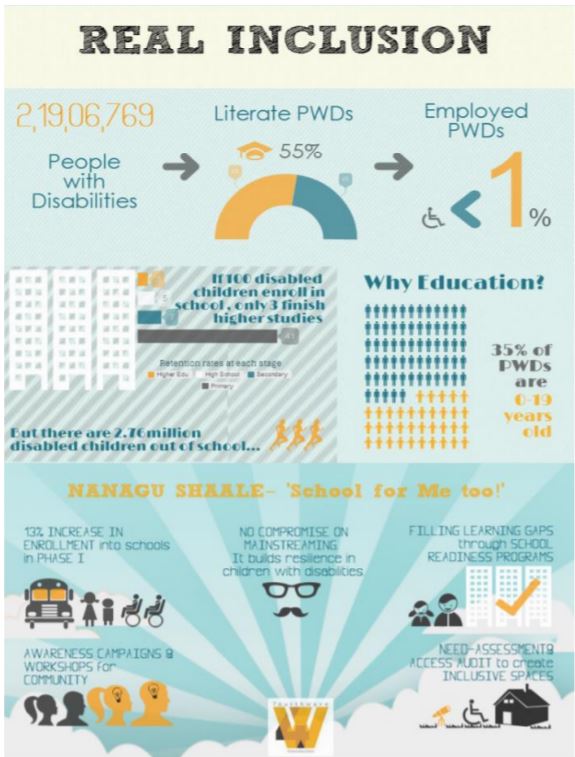 REAL INCLUSION
2,19,06,769
People
with
Disabilities
Literate PWDs
55%
Employed
PWDs
< 1 %
If 100 disabled
children enroll in
school, only 3 finish
higher studies
41
Retention rates at each stage
Higher Edu High School Secondary
Primary
But there are 2.76million
disabled children out of school...
Why Education?
35% of
PWDs
are
0-19
years
old
NANAGU SHAALE- 'School for Me too!'
13% INCREASE IN
ENROLLMENT into schools
in PHASE I
NO COMPROMISE ON
MAINSTREAMING
It builds resilience in
children with disabilities
FILLING LEARNING GAPS
through SCHOOL
READINESS PROGRAMS
AWARENESS CAMPAIGNS &
WORKSHOPS For
COMMUNITY
NEED-ASSESSMENT&
ACCESS AUDIT to create
INCLUSIVE SPACES